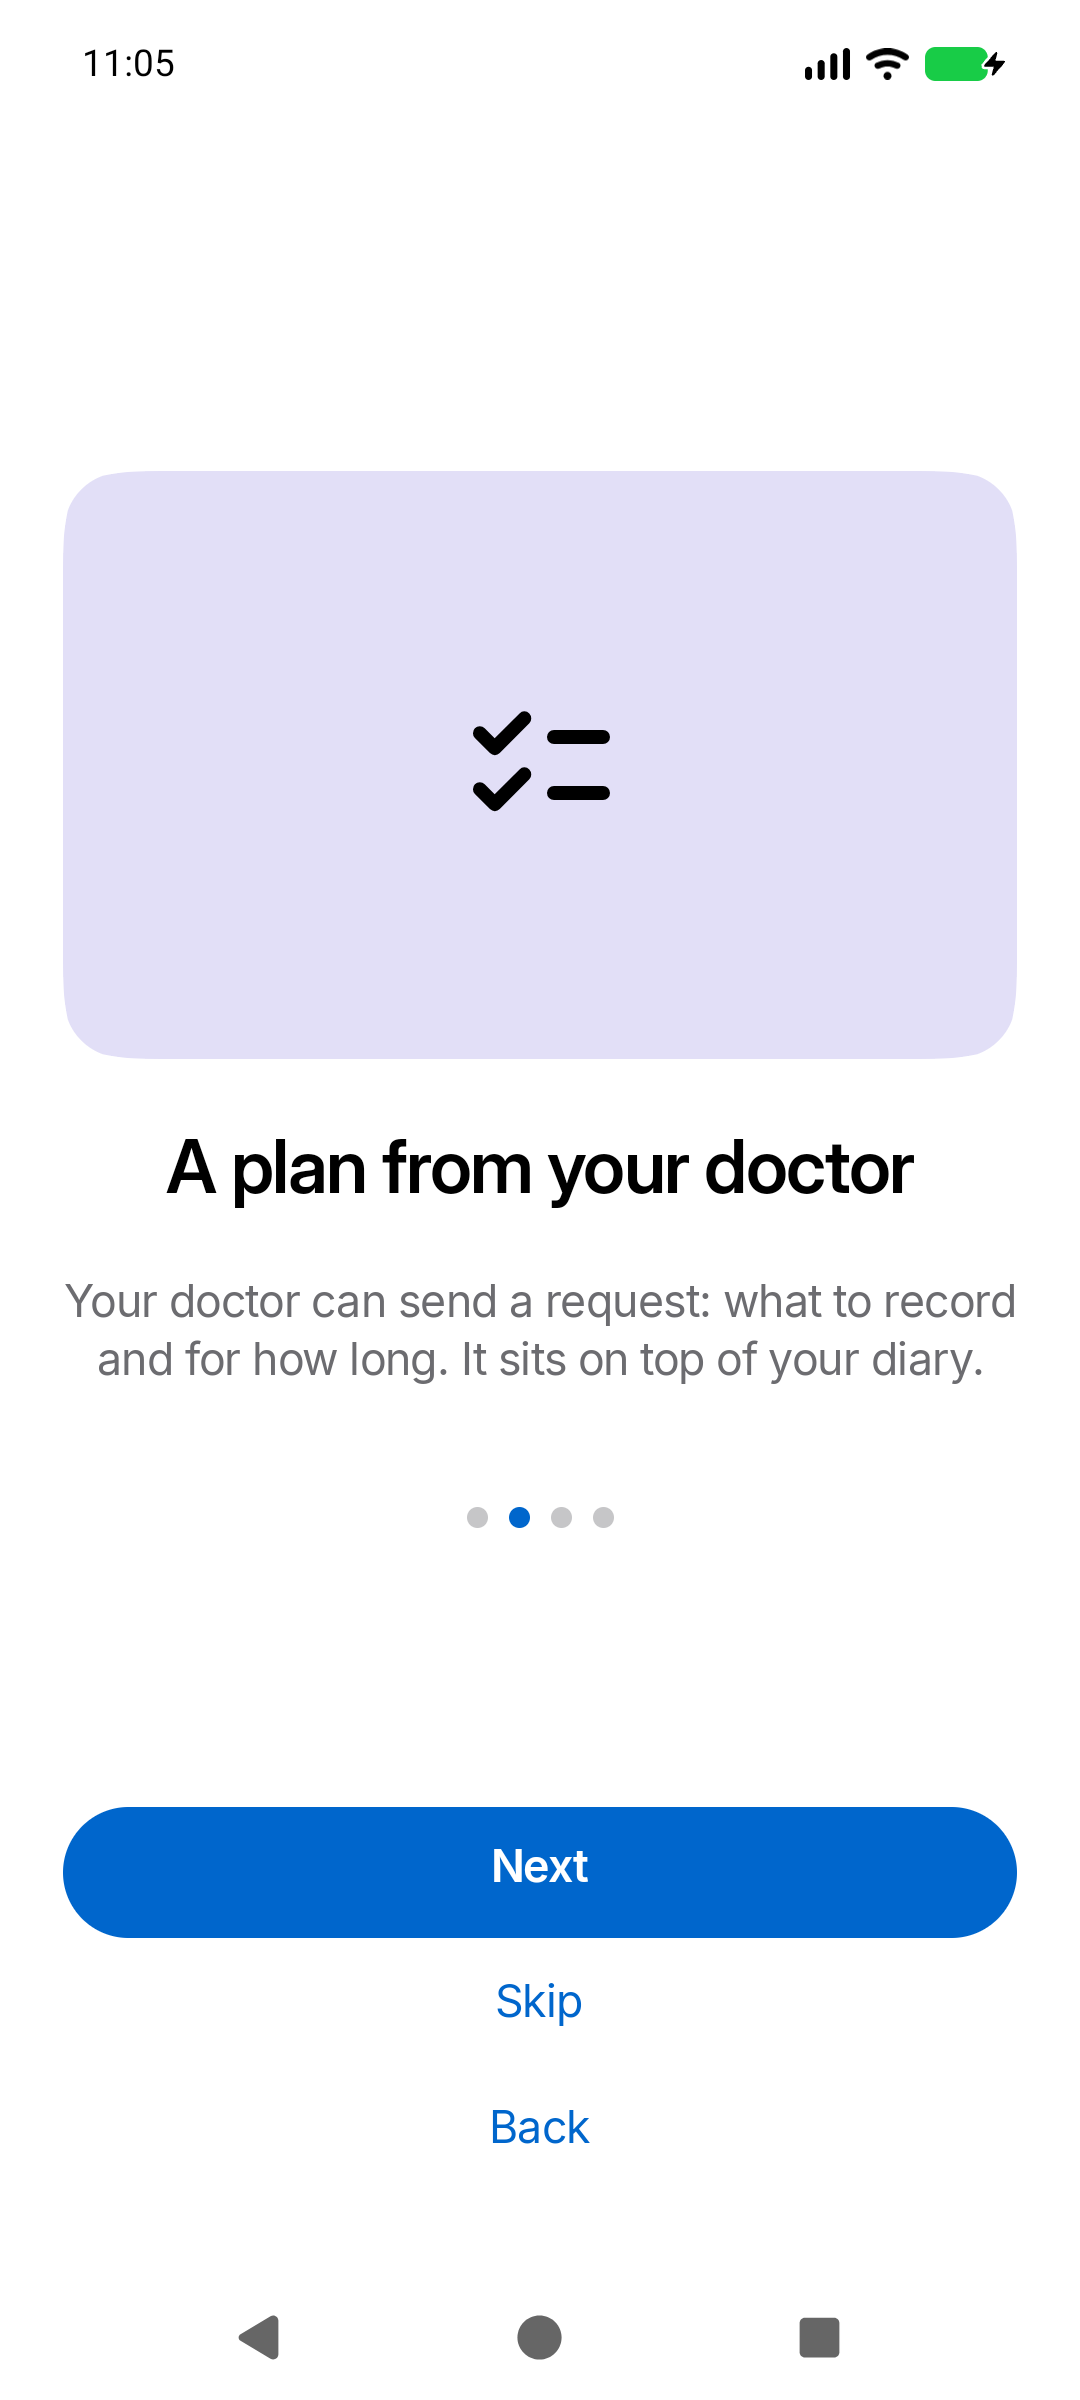 11:05
A plan from your doctor
Your doctor can send a request: what to record
and for how long. It sits on top of your diary.
Next
Skip
Back